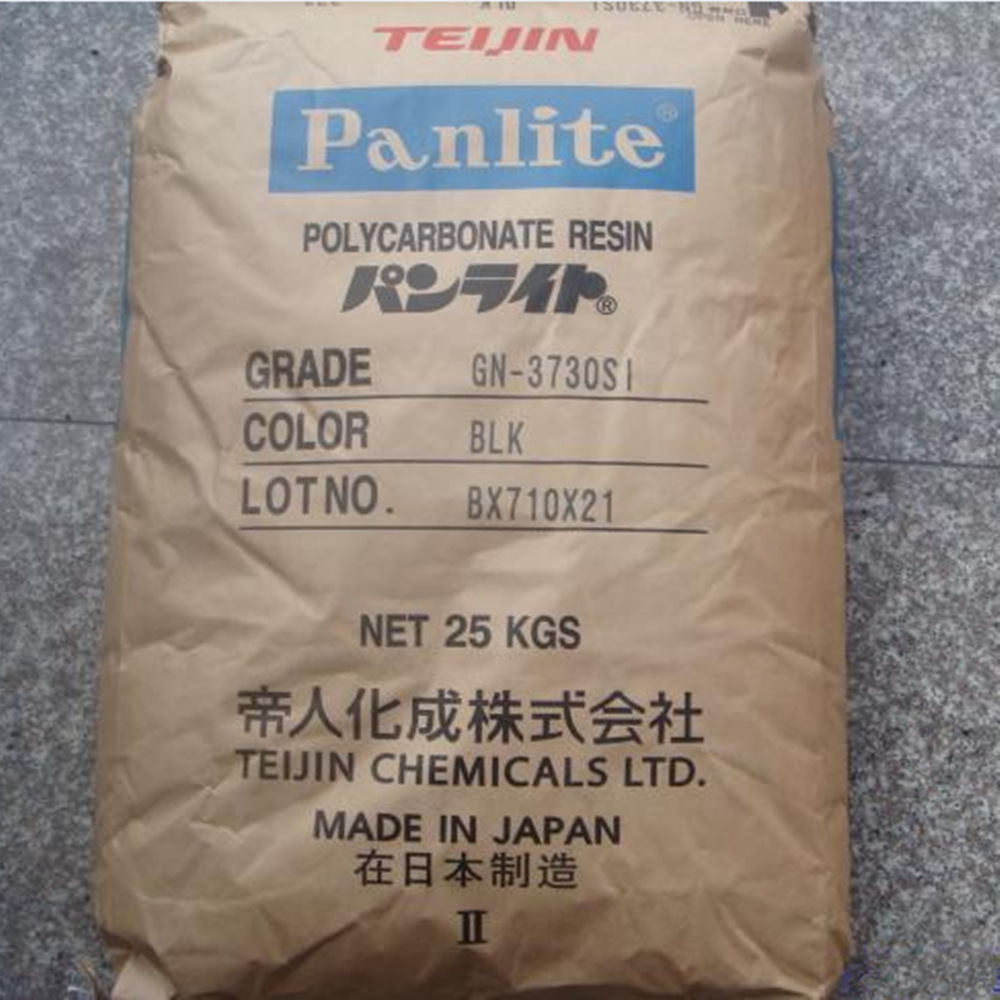 TEIJIN
Panlite®
POLYCARBONATE RESIN
パンライト®
GRADE GN-3730SI
COLOR BLK
LOT NO. BX710X21
NET 25 KGS
帝人化成株式会社
TEIJIN CHEMICALS LTD.
MADE IN JAPAN
在日本制造
II